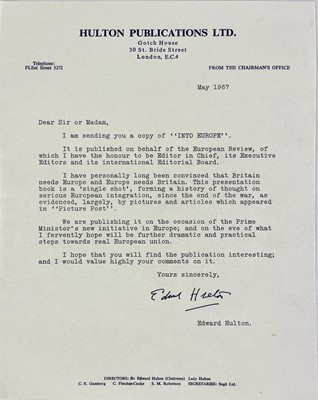 HULTON PUBLICATIONS LTD.
Gotch House
30 St. Bride Street
London, E.C.4
Telephone:
FLEet Street 3272
FROM THE CHAIRMAN'S OFFICE
May 1967
Dear Sir or Madam,
I am sending you a copy of ''INTO EUROPE''.
It is published on behalf of the European Review, of
which I have the honour to be Editor in Chief, its Executive
Editors and its international Editorial Board.
I have personally long been convinced that Britain
needs Europe and Europe needs Britain. This presentation
book is a 'single shot', forming a history of thought on
serious European integration, since the end of the war, as
evidenced, largely, by pictures and articles which appeared
in ''Picture Post''.
We are publishing it on the occasion of the Prime
Minister's new initiative in Europe; and on the eve of what
I fervently hope will be further dramatic and practical
steps towards real European union.
I hope that you will find the publication interesting;
and I would value highly your comments on it.
Yours sincerely,
Edward Hulton
Edward Hulton.
DIRECTORS: Sir Edward Hulton (Chairman) Lady Hulton
C. Fletcher-Cooke S. M. Robertson SECRETARIES: Ltd.